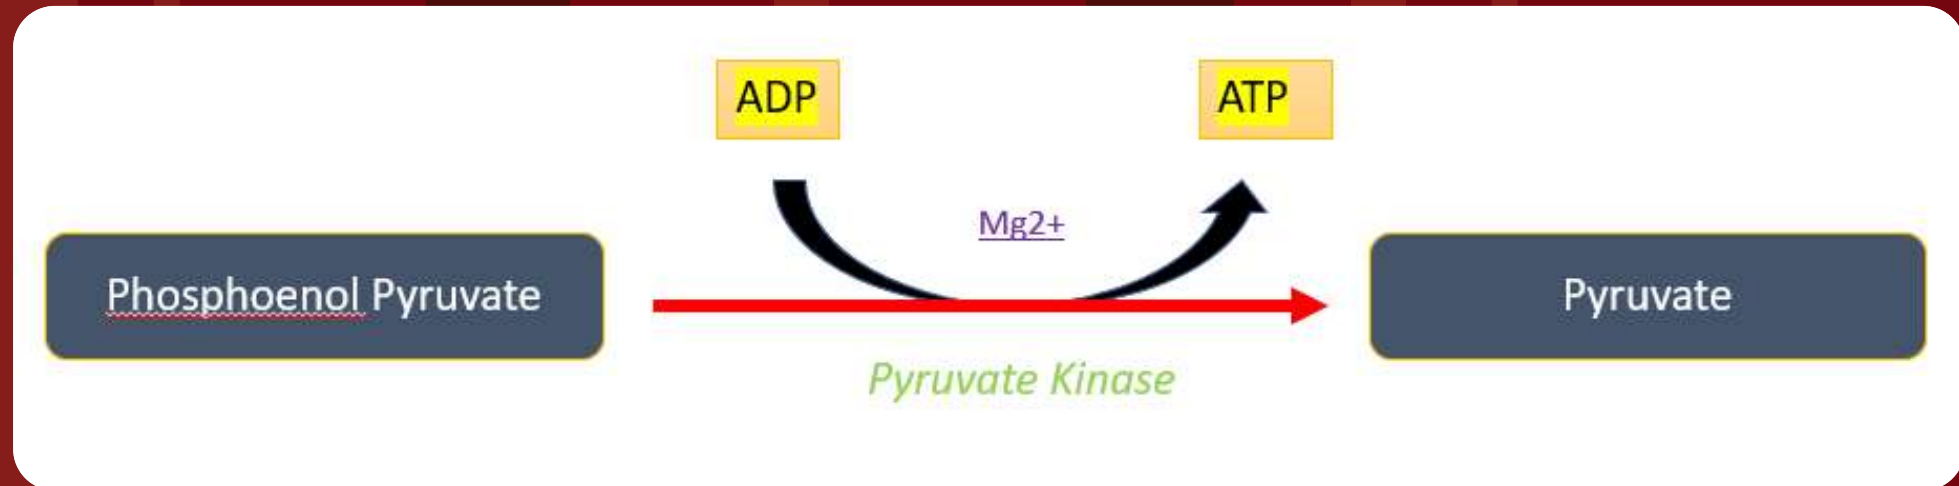 ADP
ATP
Mg2+
Phosphoenol Pyruvate
Pyruvate
Pyruvate Kinase